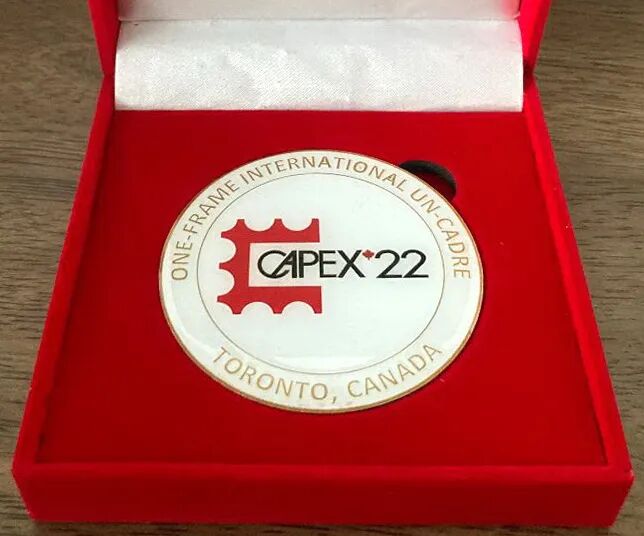 ONE-FRAME INTERNATIONAL UN-CADRE
CAPEX 22
TORONTO, CANADA